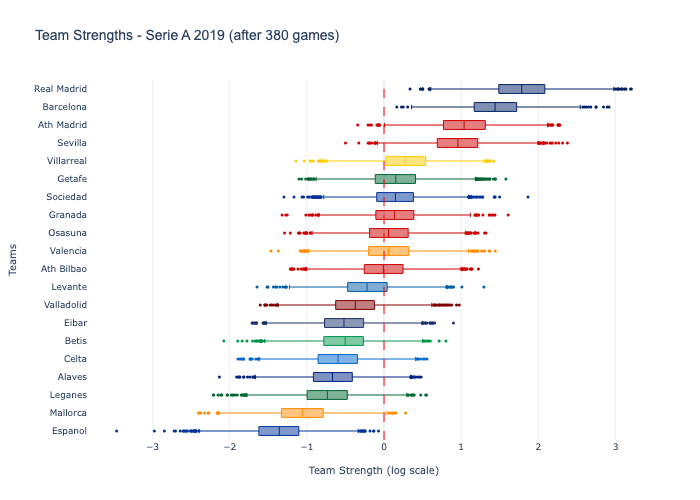 Team Strengths - Serie A 2019 (after 380 games)
Real Madrid
Barcelona
Ath Madrid
Sevilla
Villarreal
Getafe
Sociedad
Granada
Osasuna
Valencia
Ath Bilbao
Levante
Valladolid
Eibar
Betis
Celta
Alaves
Leganes
Mallorca
Espanol
Teams
−3 −2 −1 0 1 2 3
Team Strength (log scale)